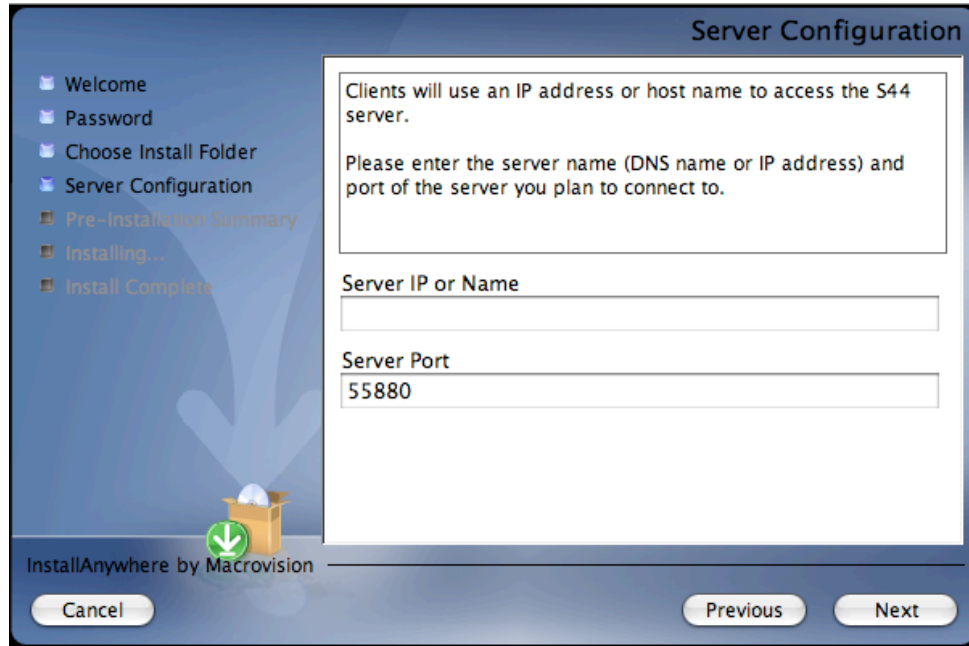 Server Configuration
Welcome
Password
Choose Install Folder
Server Configuration
Pre-Installation Summary
Installing...
Install Complete
Clients will use an IP address or host name to access the S44
server.
Please enter the server name (DNS name or IP address) and
port of the server you plan to connect to.
Server IP or Name
Server Port
55880
InstallAnywhere by Macrovision
Cancel
Previous
Next